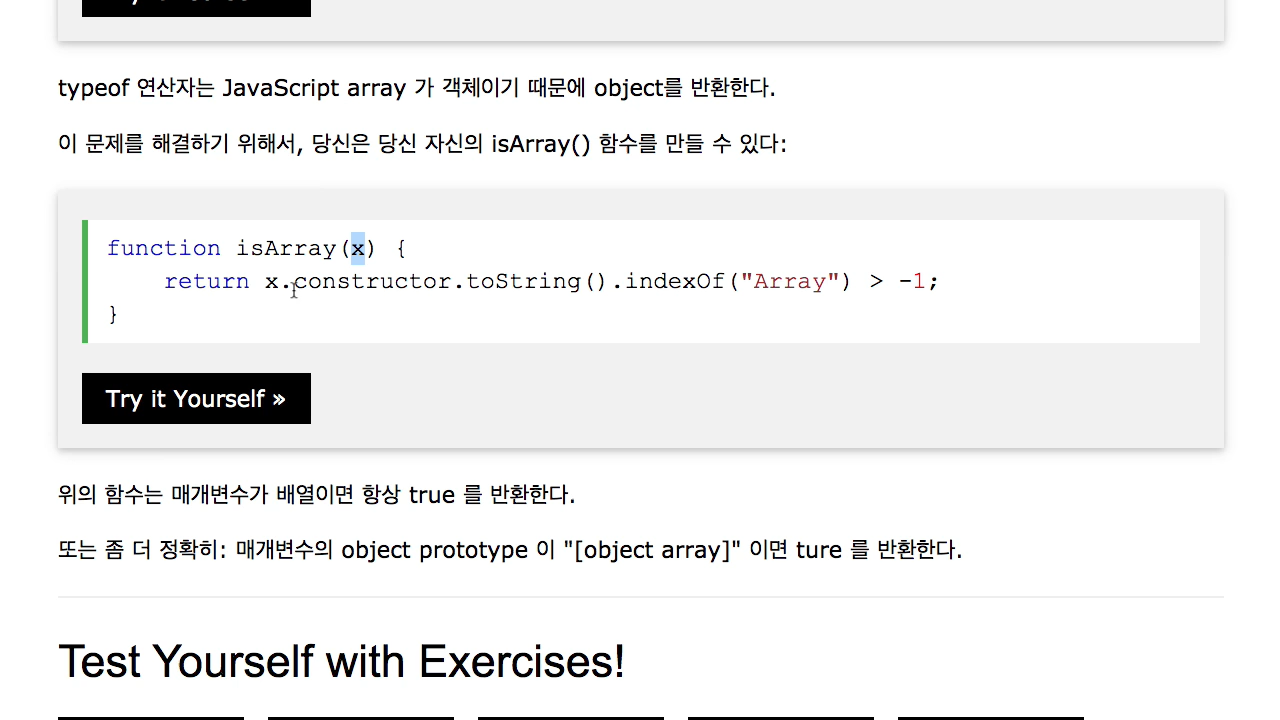 typeof 연산자는 JavaScript array 가 객체이기 때문에 object를 반환한다.
이 문제를 해결하기 위해서, 당신은 당신 자신의 isArray() 함수를 만들 수 있다:
function isArray(x) {
    return x.constructor.toString().indexOf("Array") > -1;
}
Try it Yourself »
위의 함수는 매개변수가 배열이면 항상 true 를 반환한다.
또는 좀 더 정확히: 매개변수의 object prototype 이 "[object array]" 이면 ture 를 반환한다.
Test Yourself with Exercises!